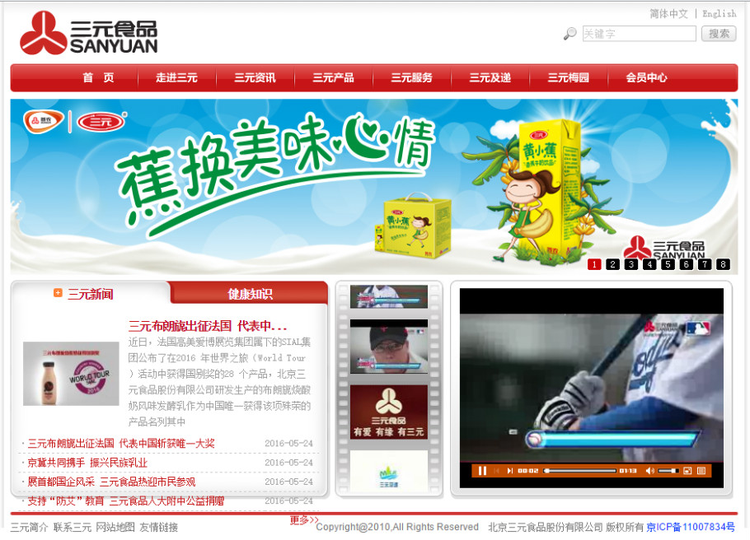 简体中文 | English
三元食品
SANYUAN
关键字
搜索
首 页
走进三元
三元资讯
三元产品
三元服务
三元及递
三元梅园
会员中心
三元
蕉换美味心情
黄小蕉
黄小蕉
三元食品
SANYUAN
1 2 3 4 5 6 7 8
三元新闻
健康知识
三元布朗旎出征法国 代表中...
近日，法国高美爱博展览集团属下的SIAL集
团公布了在2016 年世界之旅（World Tour
）活动中获得国别奖的28 个产品，北京三
元食品股份有限公司研发生产的布朗旎烧酸
奶风味发酵乳作为中国唯一获得该项殊荣的
产品名列其中
WORLD TOUR
· 三元布朗旎出征法国 代表中国斩获唯一大奖 2016-05-24
· 京冀共同携手 振兴民族乳业 2016-05-24
· 展首都国企风采 三元食品热迎市民参观 2016-05-24
· 支持“防艾”教育 三元食品人大附中公益捐赠 2016-05-24
更多>>
三元食品
有爱 有缘 有三元
三元食品
00:02
01:13
三元简介 联系三元 网站地图 友情链接
Copyright@2010,All Rights Reserved 北京三元食品股份有限公司 版权所有 京ICP备11007834号